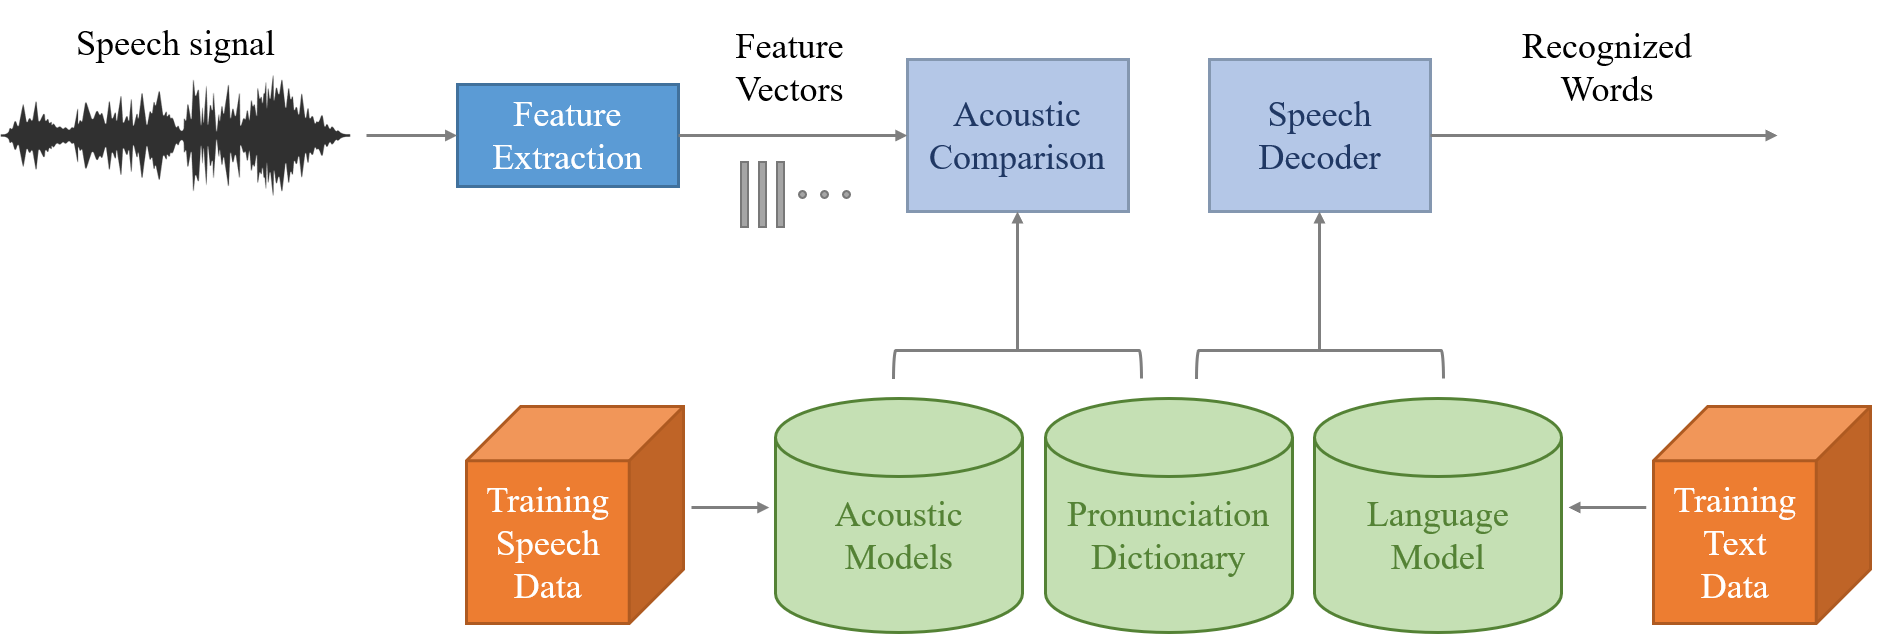 Speech signal
Feature
Extraction
Feature
Vectors
Acoustic
Comparison
Speech
Decoder
Recognized
Words
Training
Speech
Data
Acoustic
Models
Pronunciation
Dictionary
Language
Model
Training
Text
Data